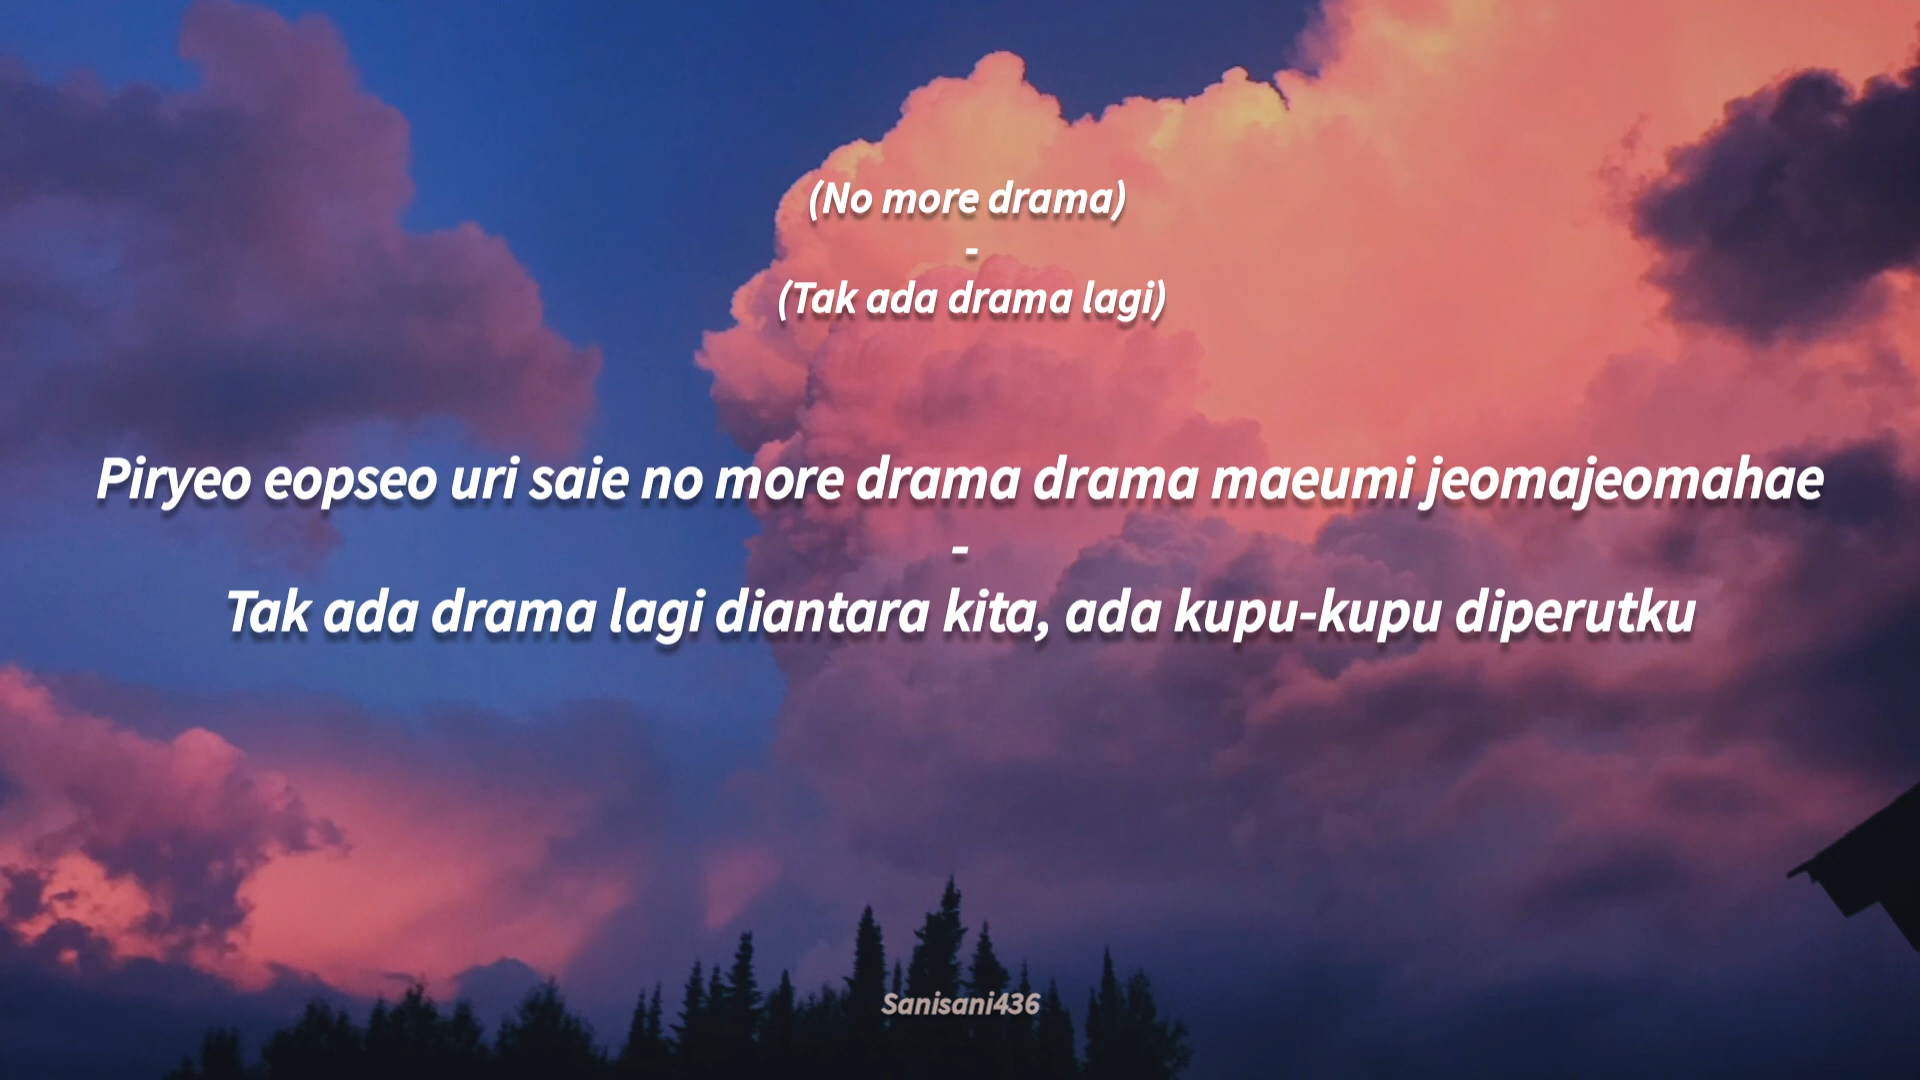 (No more drama)
-
(Tak ada drama lagi)
Piryeo eopseo uri saie no more drama drama maeumi jeomajeomahae
-
Tak ada drama lagi diantara kita, ada kupu-kupu diperutku
Sanisani436